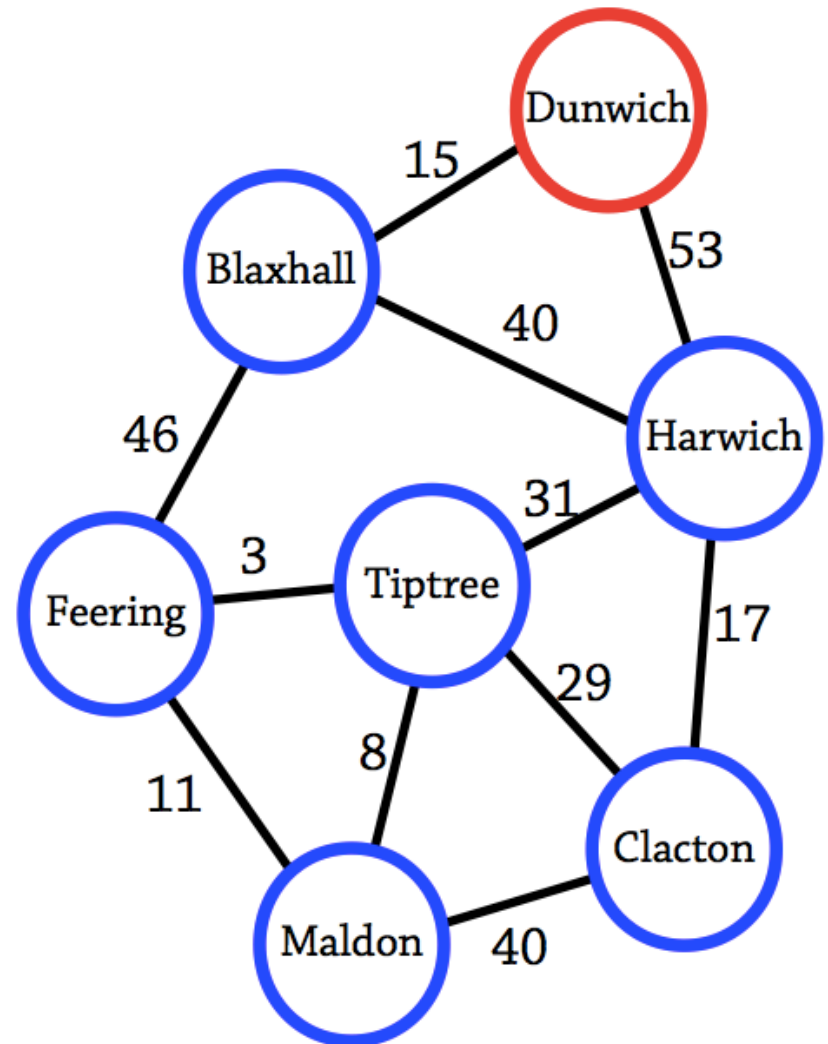 Dunwich
15
53
Blaxhall
40
46
Harwich
31
3
Tiptree
Feering
17
29
8
11
Clacton
Maldon
40